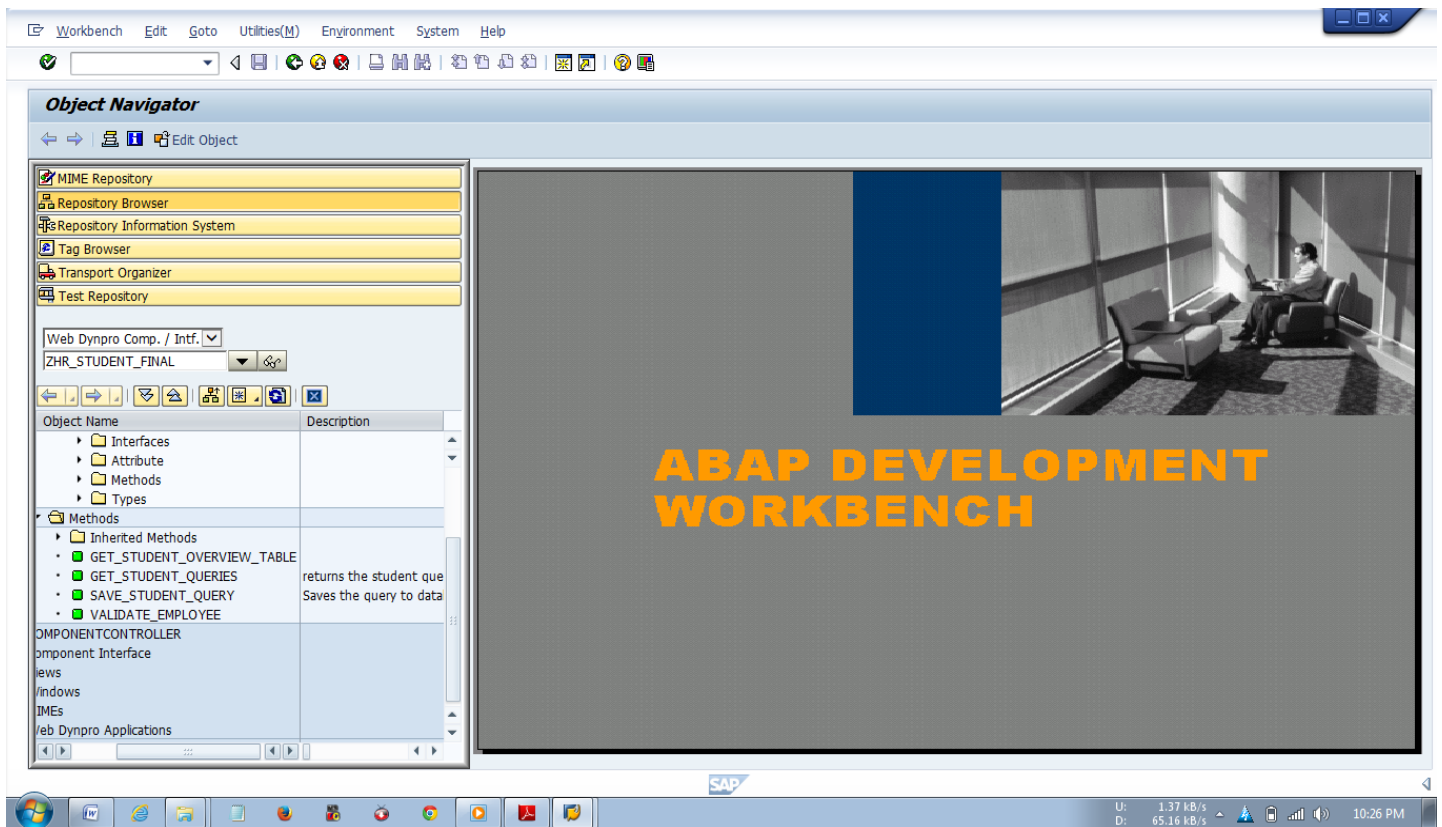 Workbench Edit Goto Utilities(M) Environment System Help
Object Navigator
Edit Object
MIME Repository
Repository Browser
Repository Information System
Tag Browser
Transport Organizer
Test Repository
Web Dynpro Comp. / Intf.
ZHR_STUDENT_FINAL
Object Name Description
Interfaces
Attribute
Methods
Types
Methods
Inherited Methods
GET_STUDENT_OVERVIEW_TABLE
GET_STUDENT_QUERIES returns the student que
SAVE_STUDENT_QUERY Saves the query to data
VALIDATE_EMPLOYEE
OMPONENTCONTROLLER
omponent Interface
iews
Vindows
IMEs
Veb Dynpro Applications
ABAP DEVELOPMENT
WORKBENCH
SAP
U: 1.37 kB/s
D: 65.16 kB/s
10:26 PM